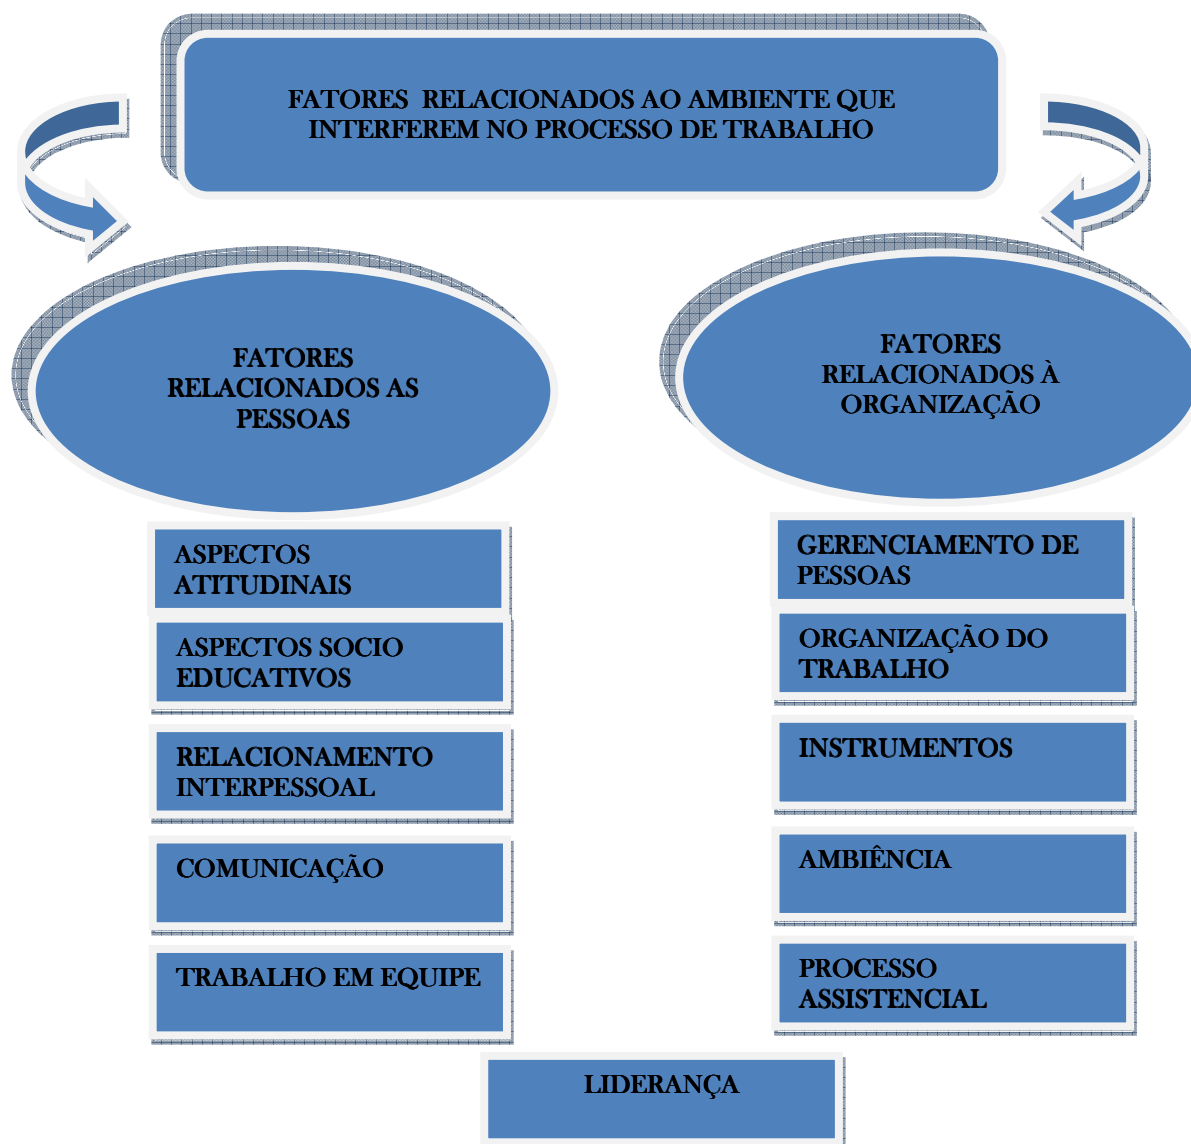 FATORES RELACIONADOS AO AMBIENTE QUE
INTERFEREM NO PROCESSO DE TRABALHO
FATORES
RELACIONADOS AS
PESSOAS
FATORES
RELACIONADOS À
ORGANIZAÇÃO
ASPECTOS
ATITUDINAIS
ASPECTOS SOCIO
EDUCATIVOS
RELACIONAMENTO
INTERPESSOAL
COMUNICAÇÃO
TRABALHO EM EQUIPE
GERENCIAMENTO DE
PESSOAS
ORGANIZAÇÃO DO
TRABALHO
INSTRUMENTOS
AMBIÊNCIA
PROCESSO
ASSISTENCIAL
LIDERANÇA